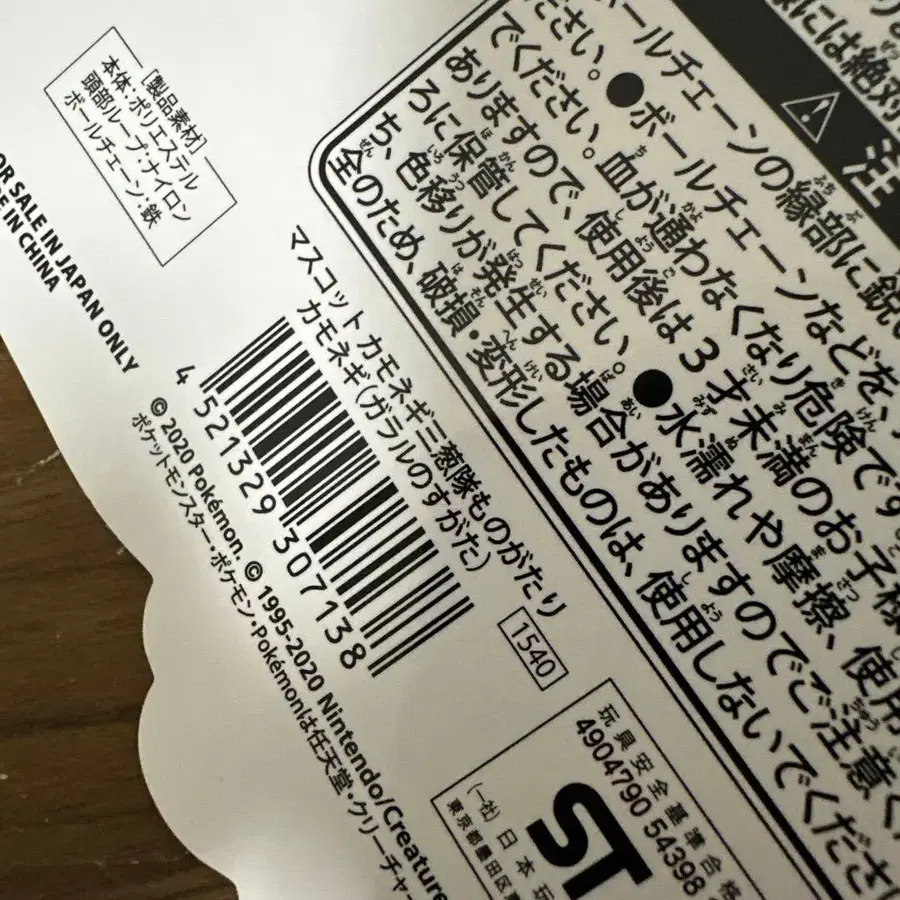 [製品素材]
本体：ポリエステル
頭部ループ：ナイロン
ボールチェーン：鉄
OR SALE IN JAPAN ONLY
E IN CHINA
マスコット カモネギ三葱隊ものがたり
カモネギ(ガラルのすがた)
4 521329 307138
1540
© 2020 Pokémon. © 1995-2020 Nintendo/Creature
ポケットモンスター・ポケモン・Pokémonは任天堂・クリーチャ
玩具安全基準合格
4904790 54398
ST
(一社)日本玩
東京都墨田区東
注
には絶対
ールチェーンの縁部に鋭い
ださい。●ボールチェーンなどを、
でください。血が通わなくなり危険です
ありますので、使用後は3才未満のお子様
ろに保管してください。●水濡れや摩擦、使用
ち、色移りが発生する場合がありますのでご注意く
全のため、破損・変形したものは、使用しないでくださ